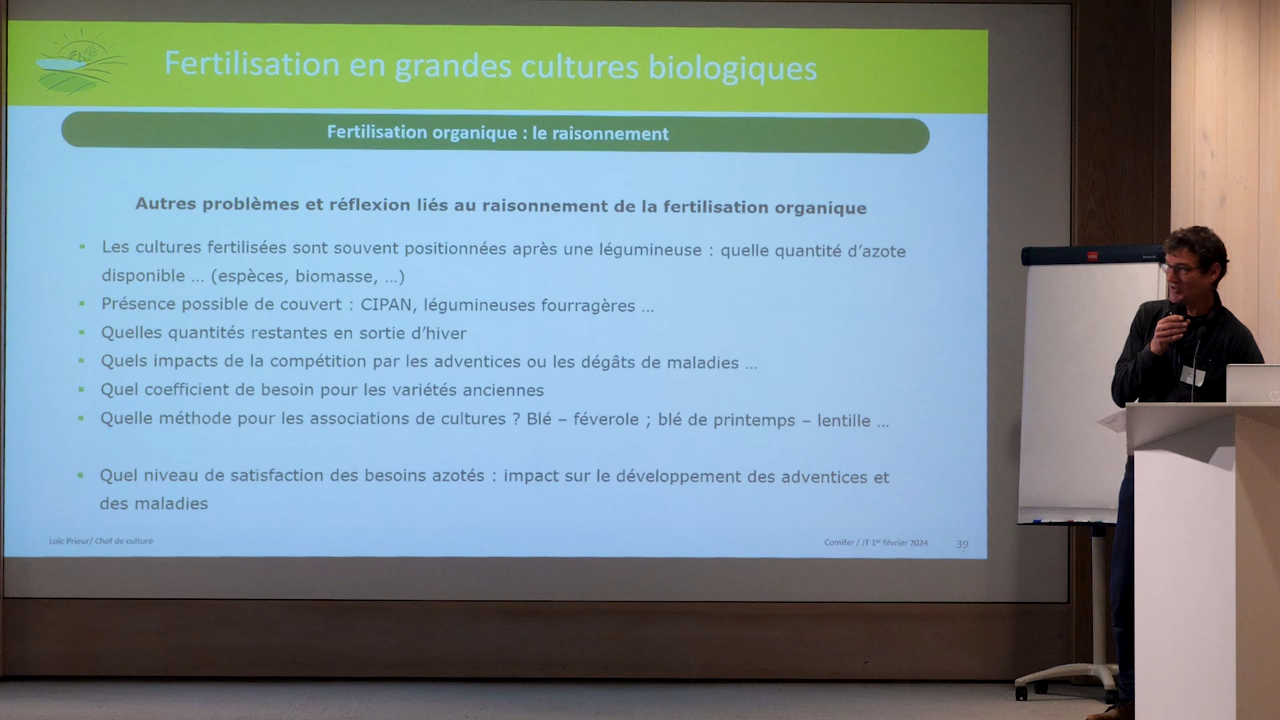 Fertilisation en grandes cultures biologiques
Fertilisation organique : le raisonnement
Autres problèmes et réflexion liés au raisonnement de la fertilisation organique
▪ Les cultures fertilisées sont souvent positionnées après une légumineuse : quelle quantité d'azote
disponible ... (espèces, biomasse, ...)
▪ Présence possible de couvert : CIPAN, légumineuses fourragères ...
▪ Quelles quantités restantes en sortie d'hiver
▪ Quels impacts de la compétition par les adventices ou les dégâts de maladies ...
▪ Quel coefficient de besoin pour les variétés anciennes
▪ Quelle méthode pour les associations de cultures ? Blé – féverole ; blé de printemps – lentille ...
▪ Quel niveau de satisfaction des besoins azotés : impact sur le développement des adventices et
des maladies
Loïc Prieur/ Chef de culture
Comifer / JT 1er février 2024
39